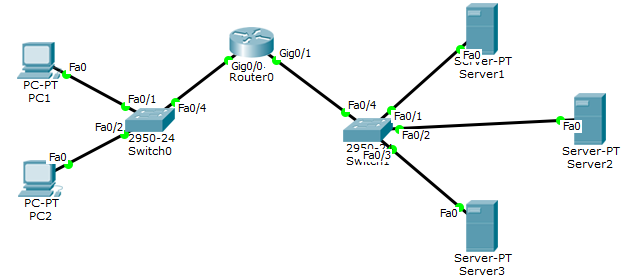 Fa0
PC-PT
PC1
Fa0/1
Fa0/4
Fa0/2
2950-24
Switch0
Fa0
PC-PT
PC2
Gig0/0
Router0
Gig0/1
Fa0/4
Fa0/1
Fa0/2
Fa0/3
Fa0
Server-PT
Server1
Fa0
Server-PT
Server2
Fa0
Server-PT
Server3